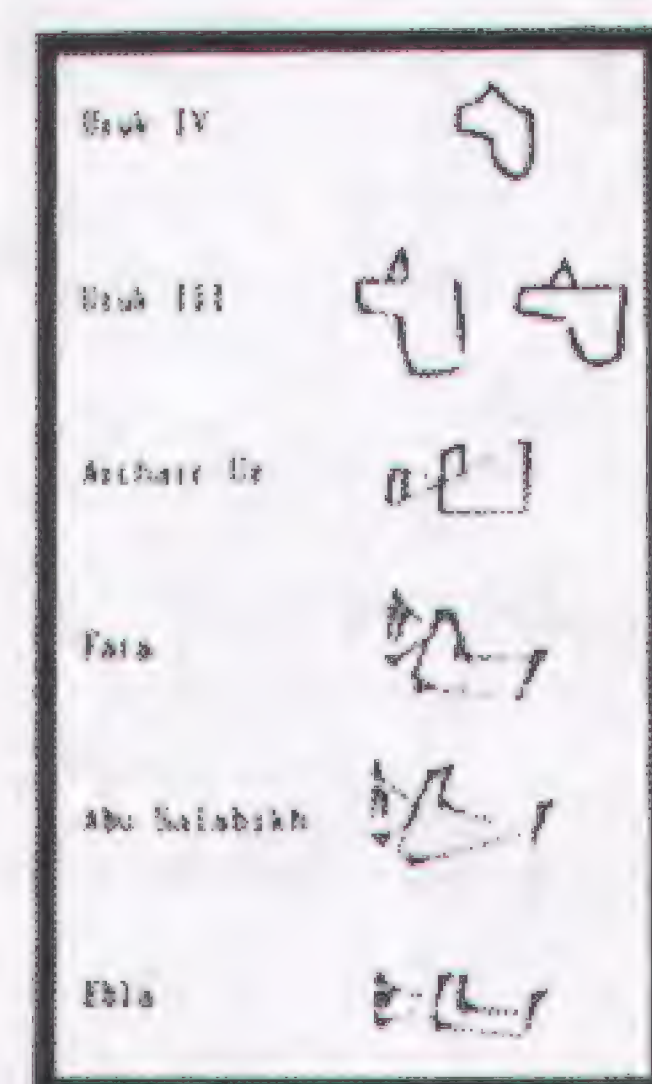 Uruk IV
Uruk III
Archaic Ur
Fara
Abu Salabikh
Ebla